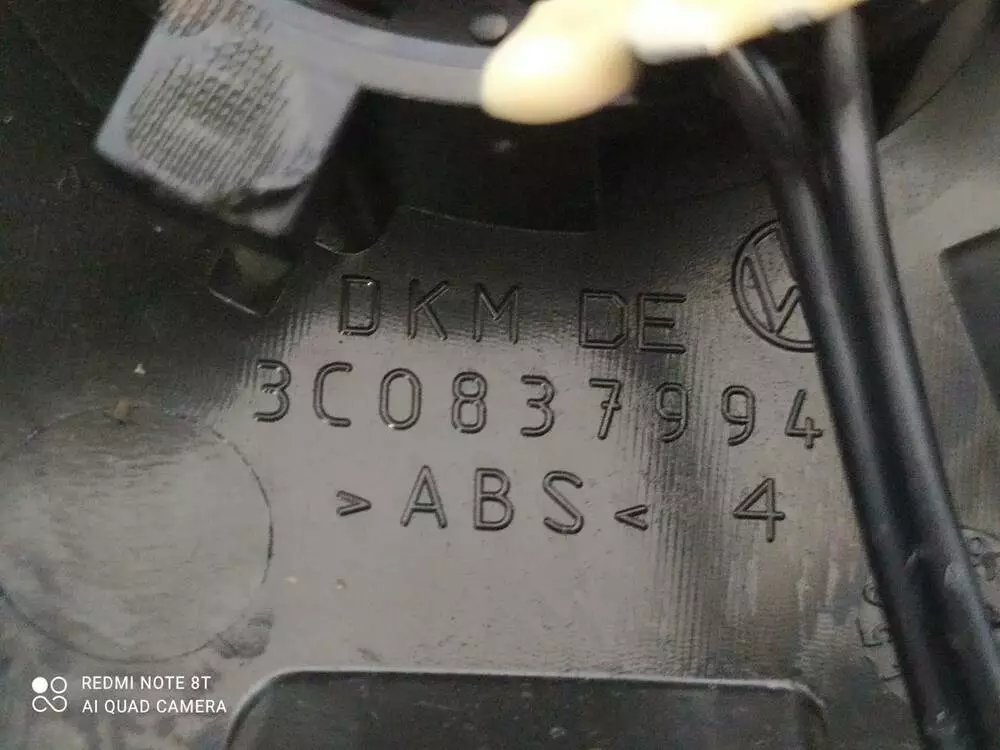 DKM DE
3C0837994
>ABS< 4
REDMI NOTE 8T
AI QUAD CAMERA